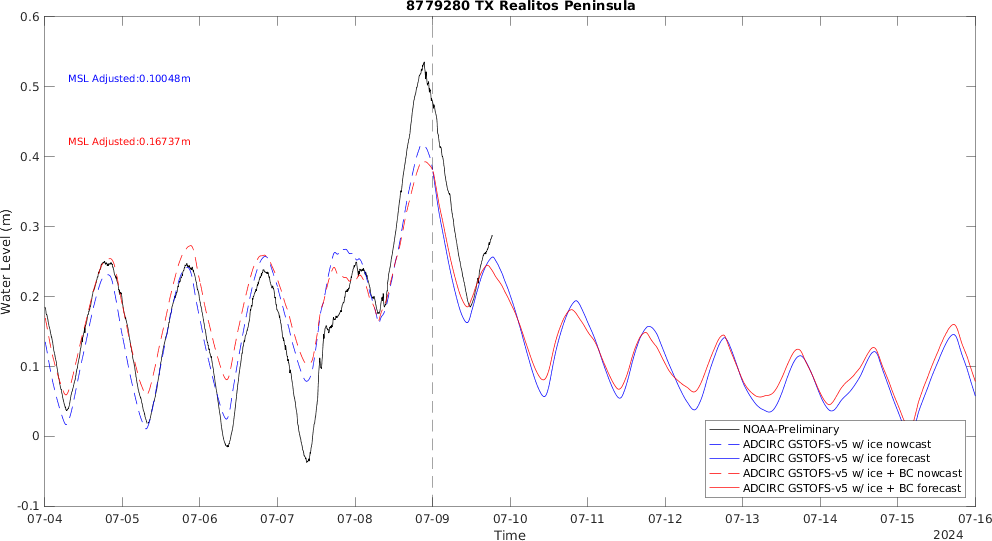 8779280 TX Realitos Peninsula
MSL Adjusted:0.10048m
MSL Adjusted:0.16737m
Water Level (m)
0.6
0.5
0.4
0.3
0.2
0.1
0
-0.1
07-04 07-05 07-06 07-07 07-08 07-09 07-10 07-11 07-12 07-13 07-14 07-15 07-16
Time
2024
NOAA-Preliminary
ADCIRC GSTOFS-v5 w/ ice nowcast
ADCIRC GSTOFS-v5 w/ ice forecast
ADCIRC GSTOFS-v5 w/ ice + BC nowcast
ADCIRC GSTOFS-v5 w/ ice + BC forecast